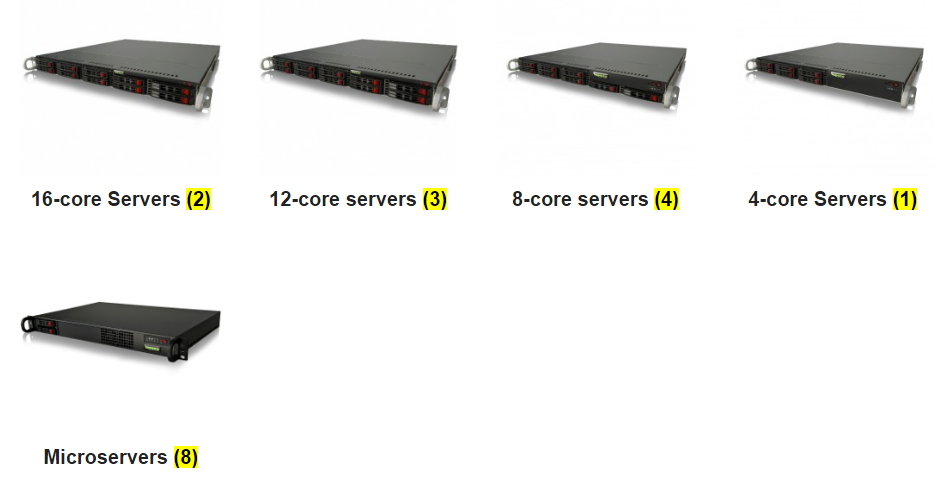 16-core Servers (2)
12-core servers (3)
8-core servers (4)
4-core Servers (1)
Microservers (8)